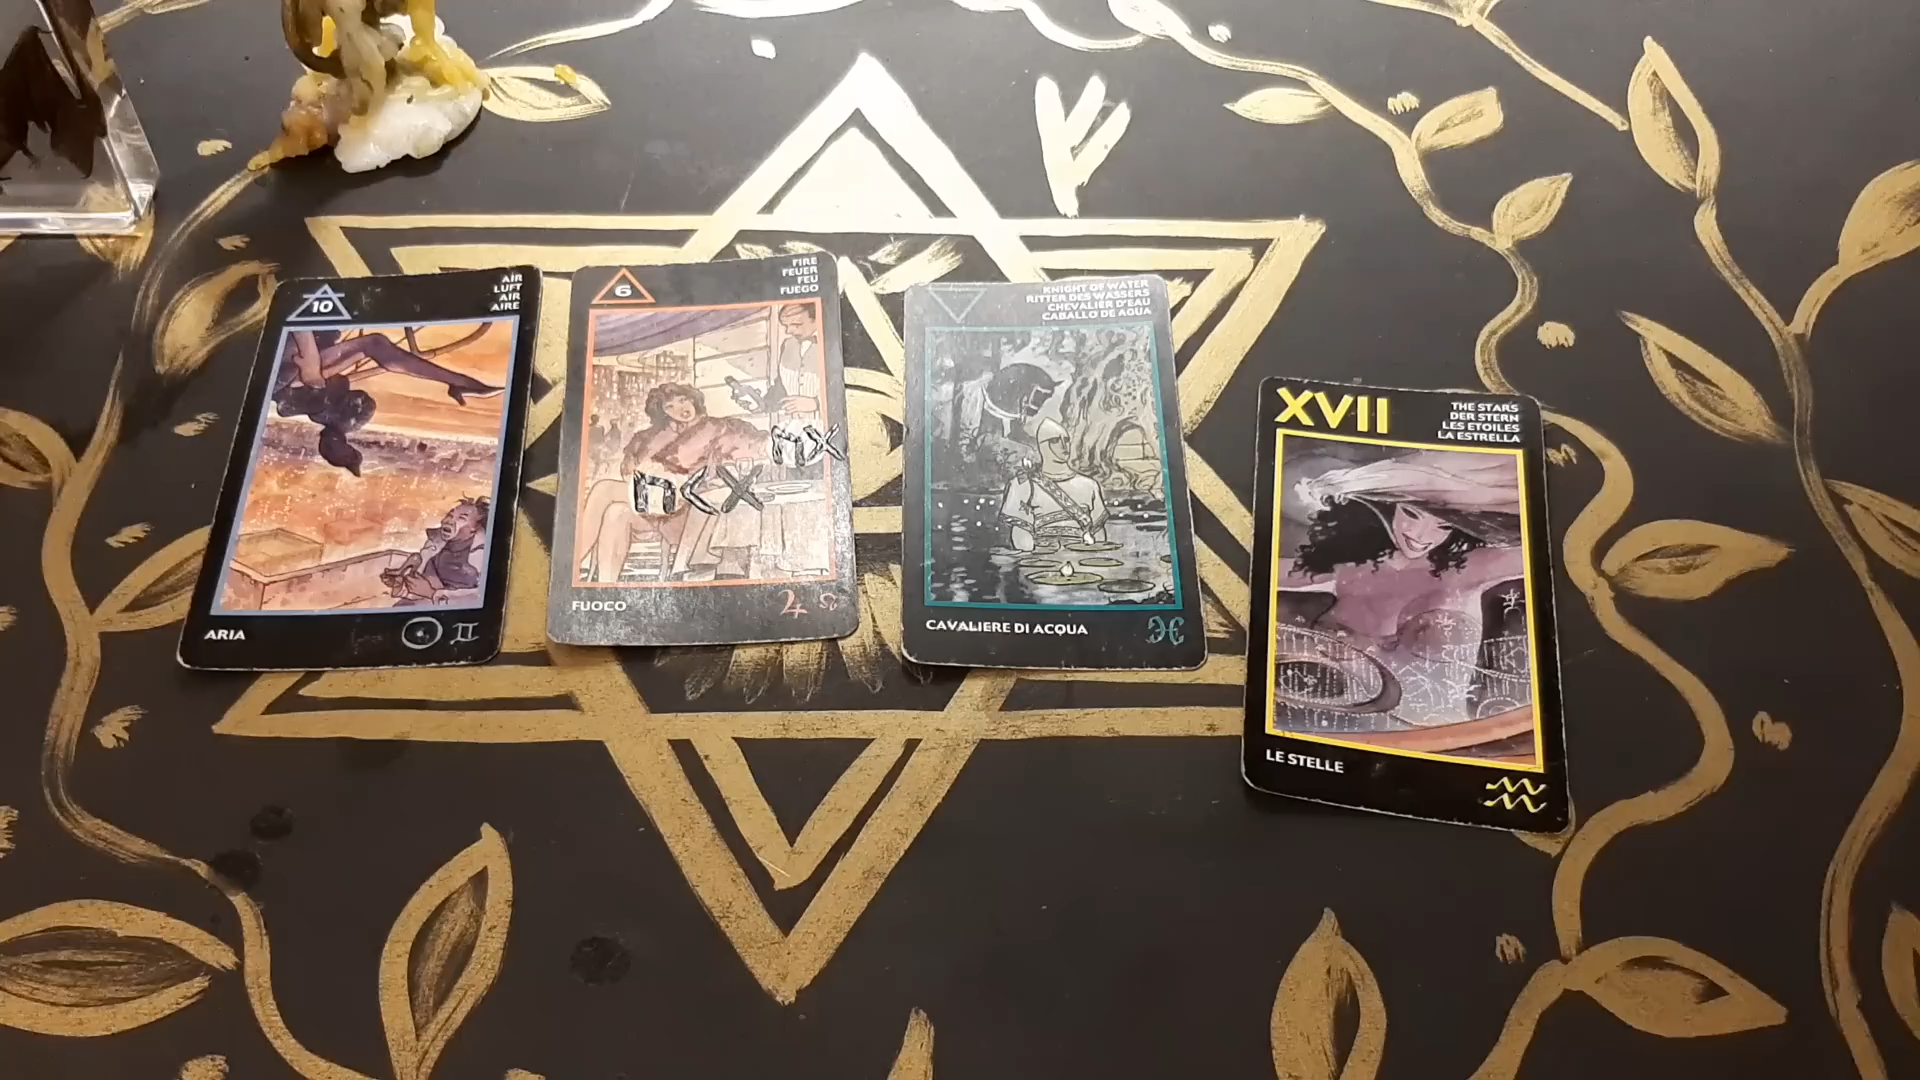 10
AIR
LUFT
AIR
AIRE
ARIA
6
FIRE
FEUER
FEU
FUEGO
FUOCO
KNIGHT OF WATER
RITTER DES WASSERS
CHEVALIER D'EAU
CABALLO DE AGUA
CAVALIERE DI ACQUA
XVII
THE STARS
DER STERN
LES ETOILES
LA ESTRELLA
LE STELLE